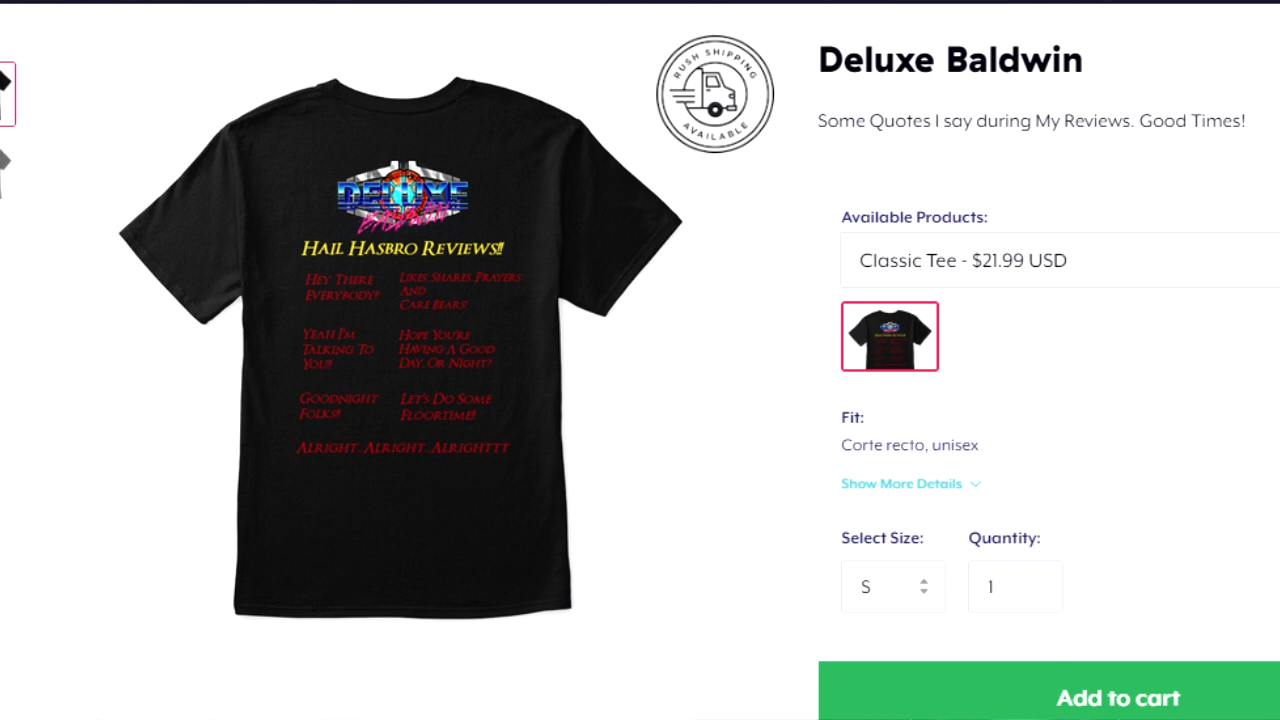 RUSH SHIPPING
AVAILABLE
Deluxe Baldwin
Some Quotes I say during My Reviews. Good Times!
DELUXE
BALDWIN
HAIL HASBRO REVIEWS!!
HEY THERE
EVERYBODY!!
LIKES, SHARES, PRAYERS
AND
CARE BEARS!
YEAH I'M
TALKING TO
YOU!!
HOPE YOU'RE
HAVING A GOOD
DAY, OR NIGHT?
GOODNIGHT
FOLKS!!
LET'S DO SOME
FLOORTIME!!
ALRIGHT...ALRIGHT...ALRIGHTTT
Available Products:
Classic Tee - $21.99 USD
Fit:
Corte recto, unisex
Show More Details
Select Size:
Quantity:
S
1
Add to cart